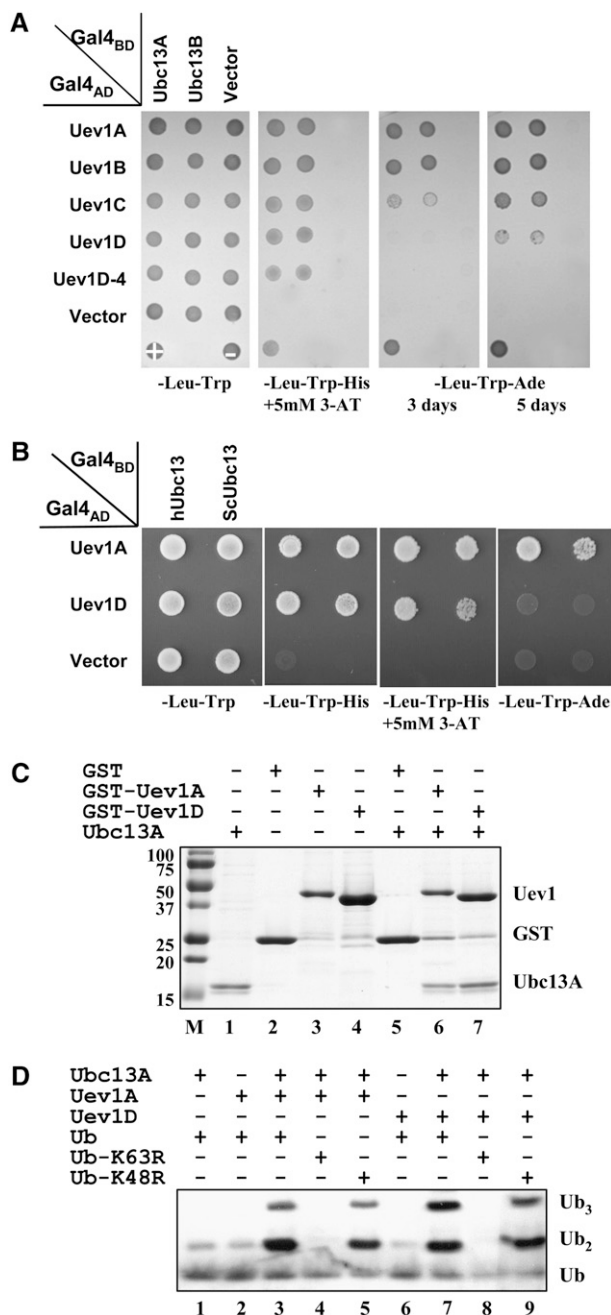 A
Gal4BD
Gal4AD
Ubc13A
Ubc13B
Vector
Uev1A
Uev1B
Uev1C
Uev1D
Uev1D-4
Vector
+
−
-Leu-Trp
-Leu-Trp-His
+5mM 3-AT
-Leu-Trp-Ade
3 days
5 days
B
Gal4BD
Gal4AD
hUbc13
ScUbc13
Uev1A
Uev1D
Vector
-Leu-Trp
-Leu-Trp-His
-Leu-Trp-His
+5mM 3-AT
-Leu-Trp-Ade
C
GST − + − − + − −
GST-Uev1A − − + − − + −
GST-Uev1D − − − + − − +
Ubc13A + − − − + + +
100
75
50
37
25
20
15
Uev1
GST
Ubc13A
M 1 2 3 4 5 6 7
D
Ubc13A + − + + + − + + +
Uev1A − + + + + − − − −
Uev1D − − − − − + + + +
Ub + + + − − + + − −
Ub-K63R − − − + − − − + −
Ub-K48R − − − − + − − − +
Ub3
Ub2
Ub
1 2 3 4 5 6 7 8 9